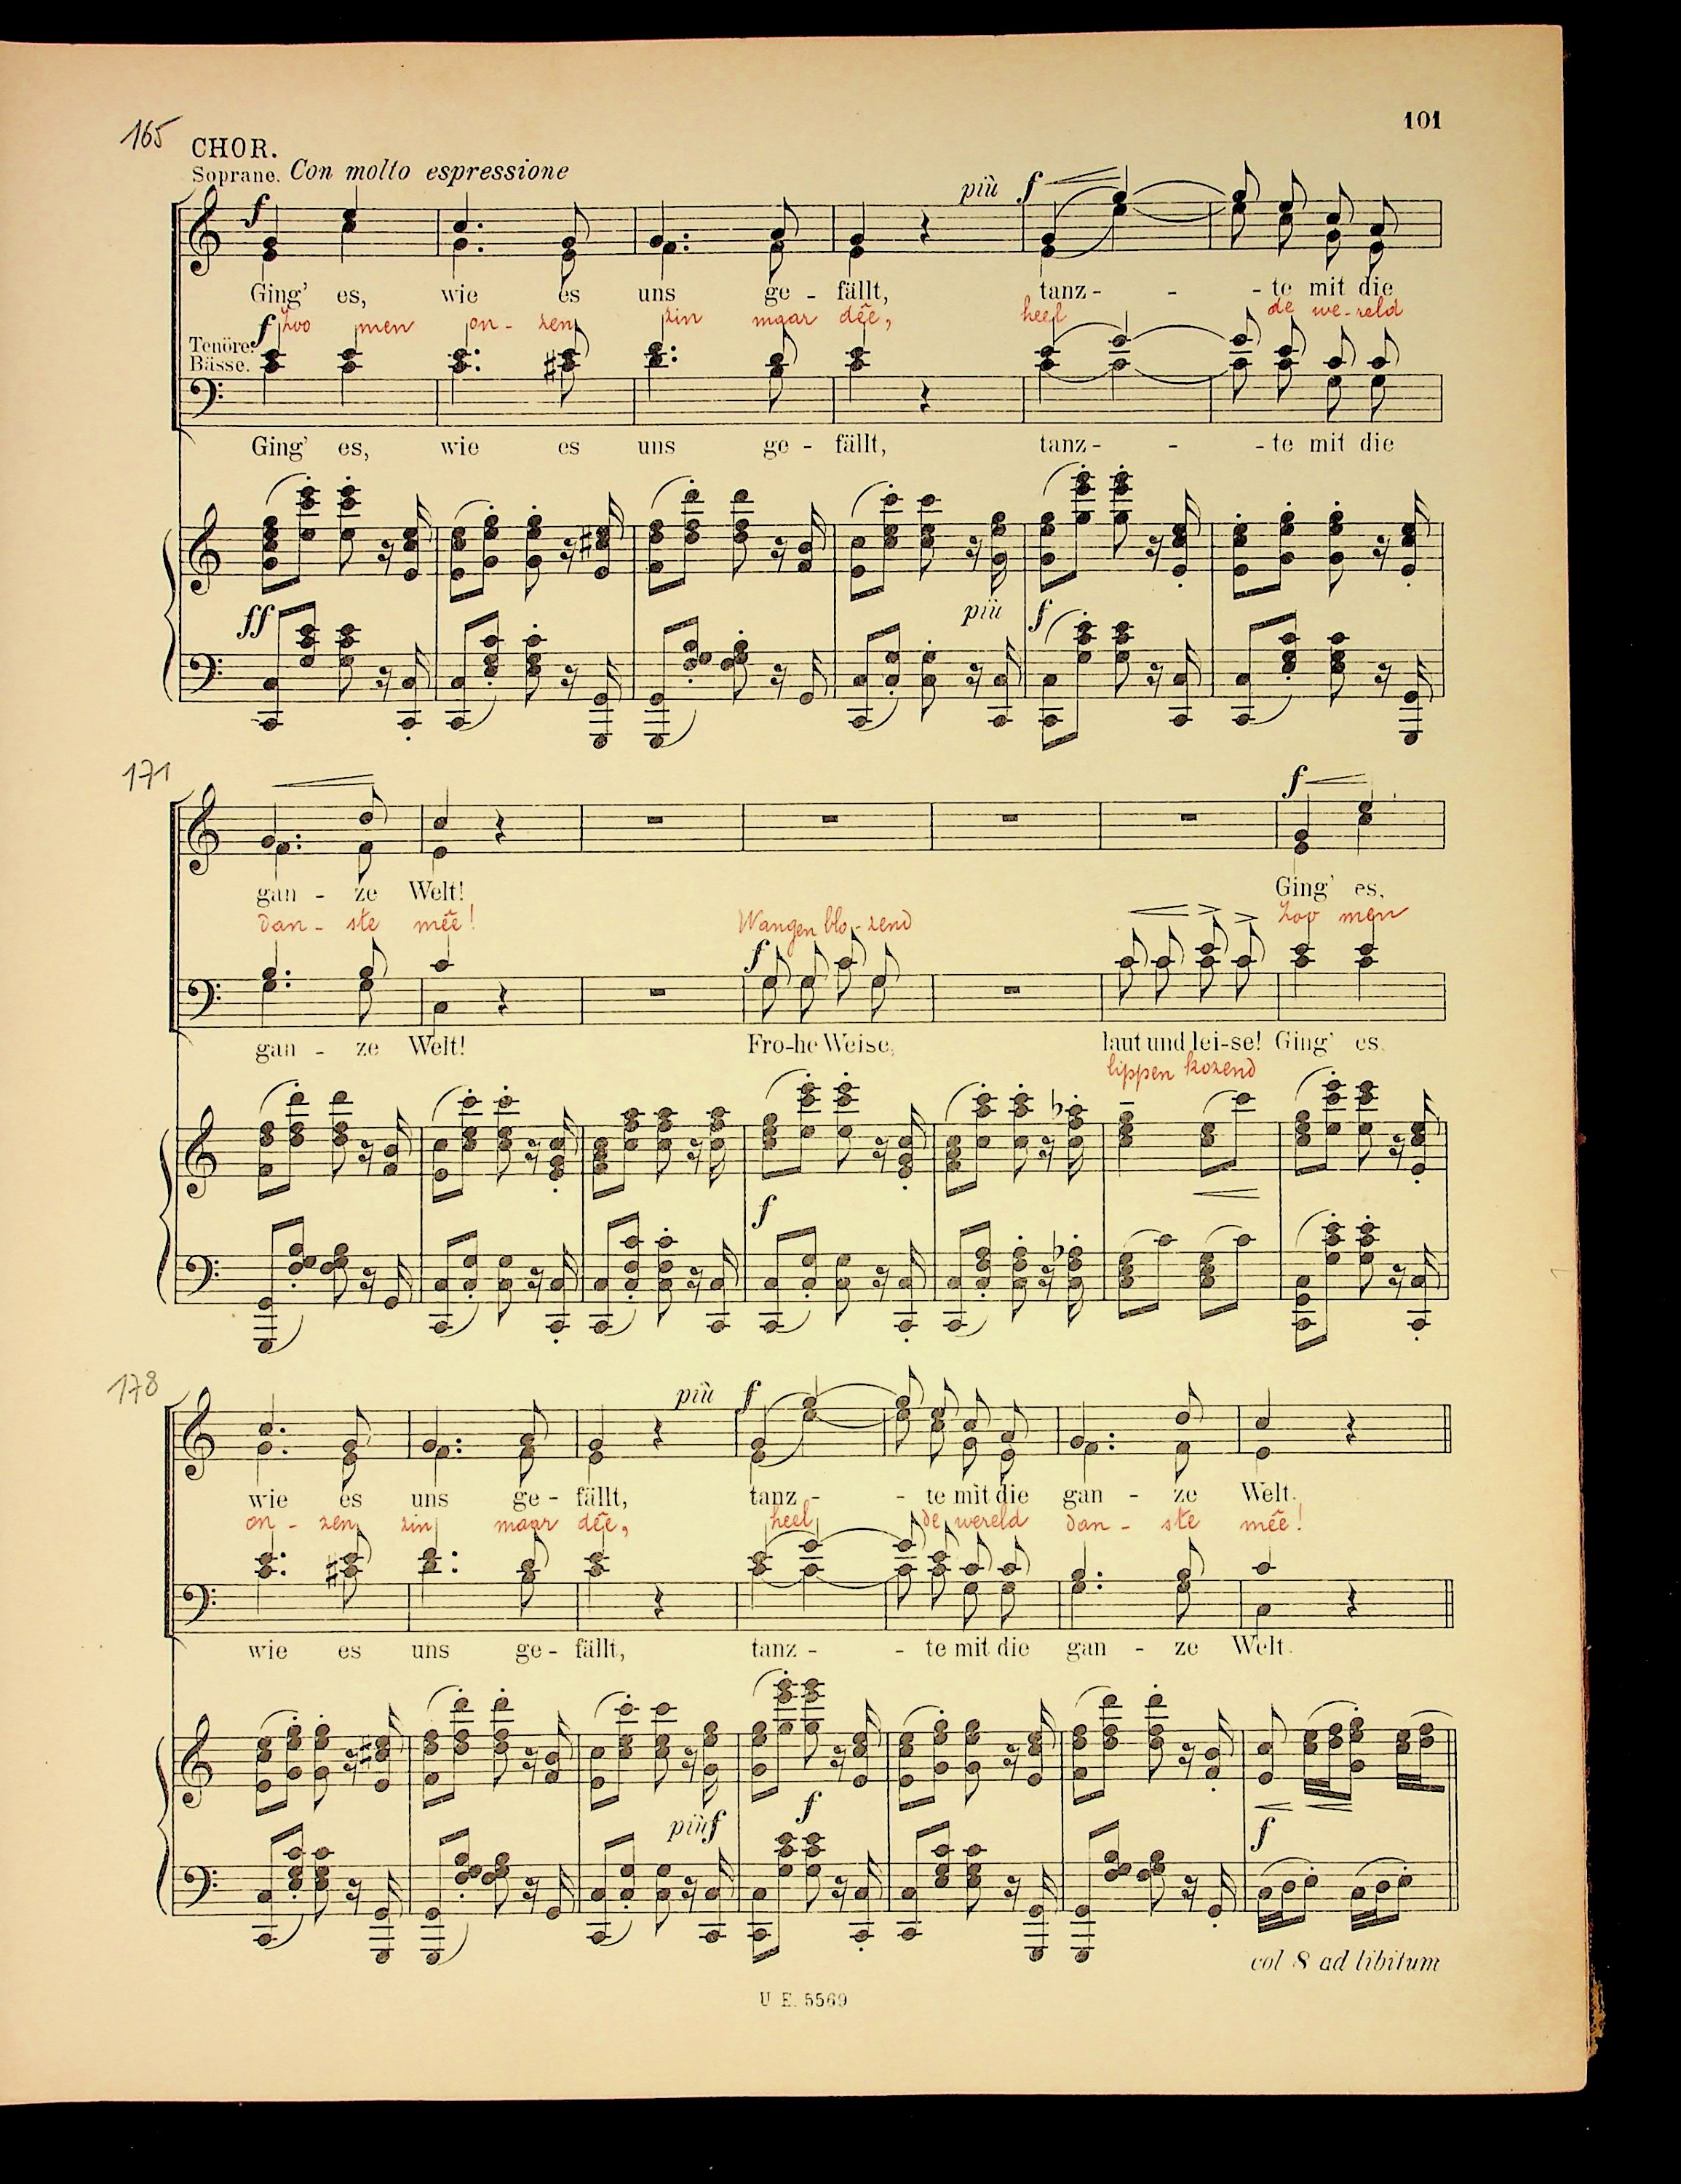 165
101
CHOR.
Soprane. Con molto espressione
più f
f
Ging' es, wie es uns ge - fällt, tanz - - - te mit die
zoo men on - zen zin maar dêe, heel de we - reld
f
Tenöre.
Bässe.
Ging' es, wie es uns ge - fällt, tanz - - - te mit die
ff più f
171
f
gan - ze Welt! Ging' es,
dan - ste mêe! Wangen blo - zend zoo men
f
gan - ze Welt! Fro-he Weise, laut und lei-se! Ging' es,
lippen kozend
f
178
più f
wie es uns ge - fällt, tanz - - te mit die gan - ze Welt.
on - zen zin maar dêe, heel de wereld dan - ste mêe!
wie es uns ge - fällt, tanz - - te mit die gan - ze Welt.
più f f f
col 8 ad libitum
U. E. 5569